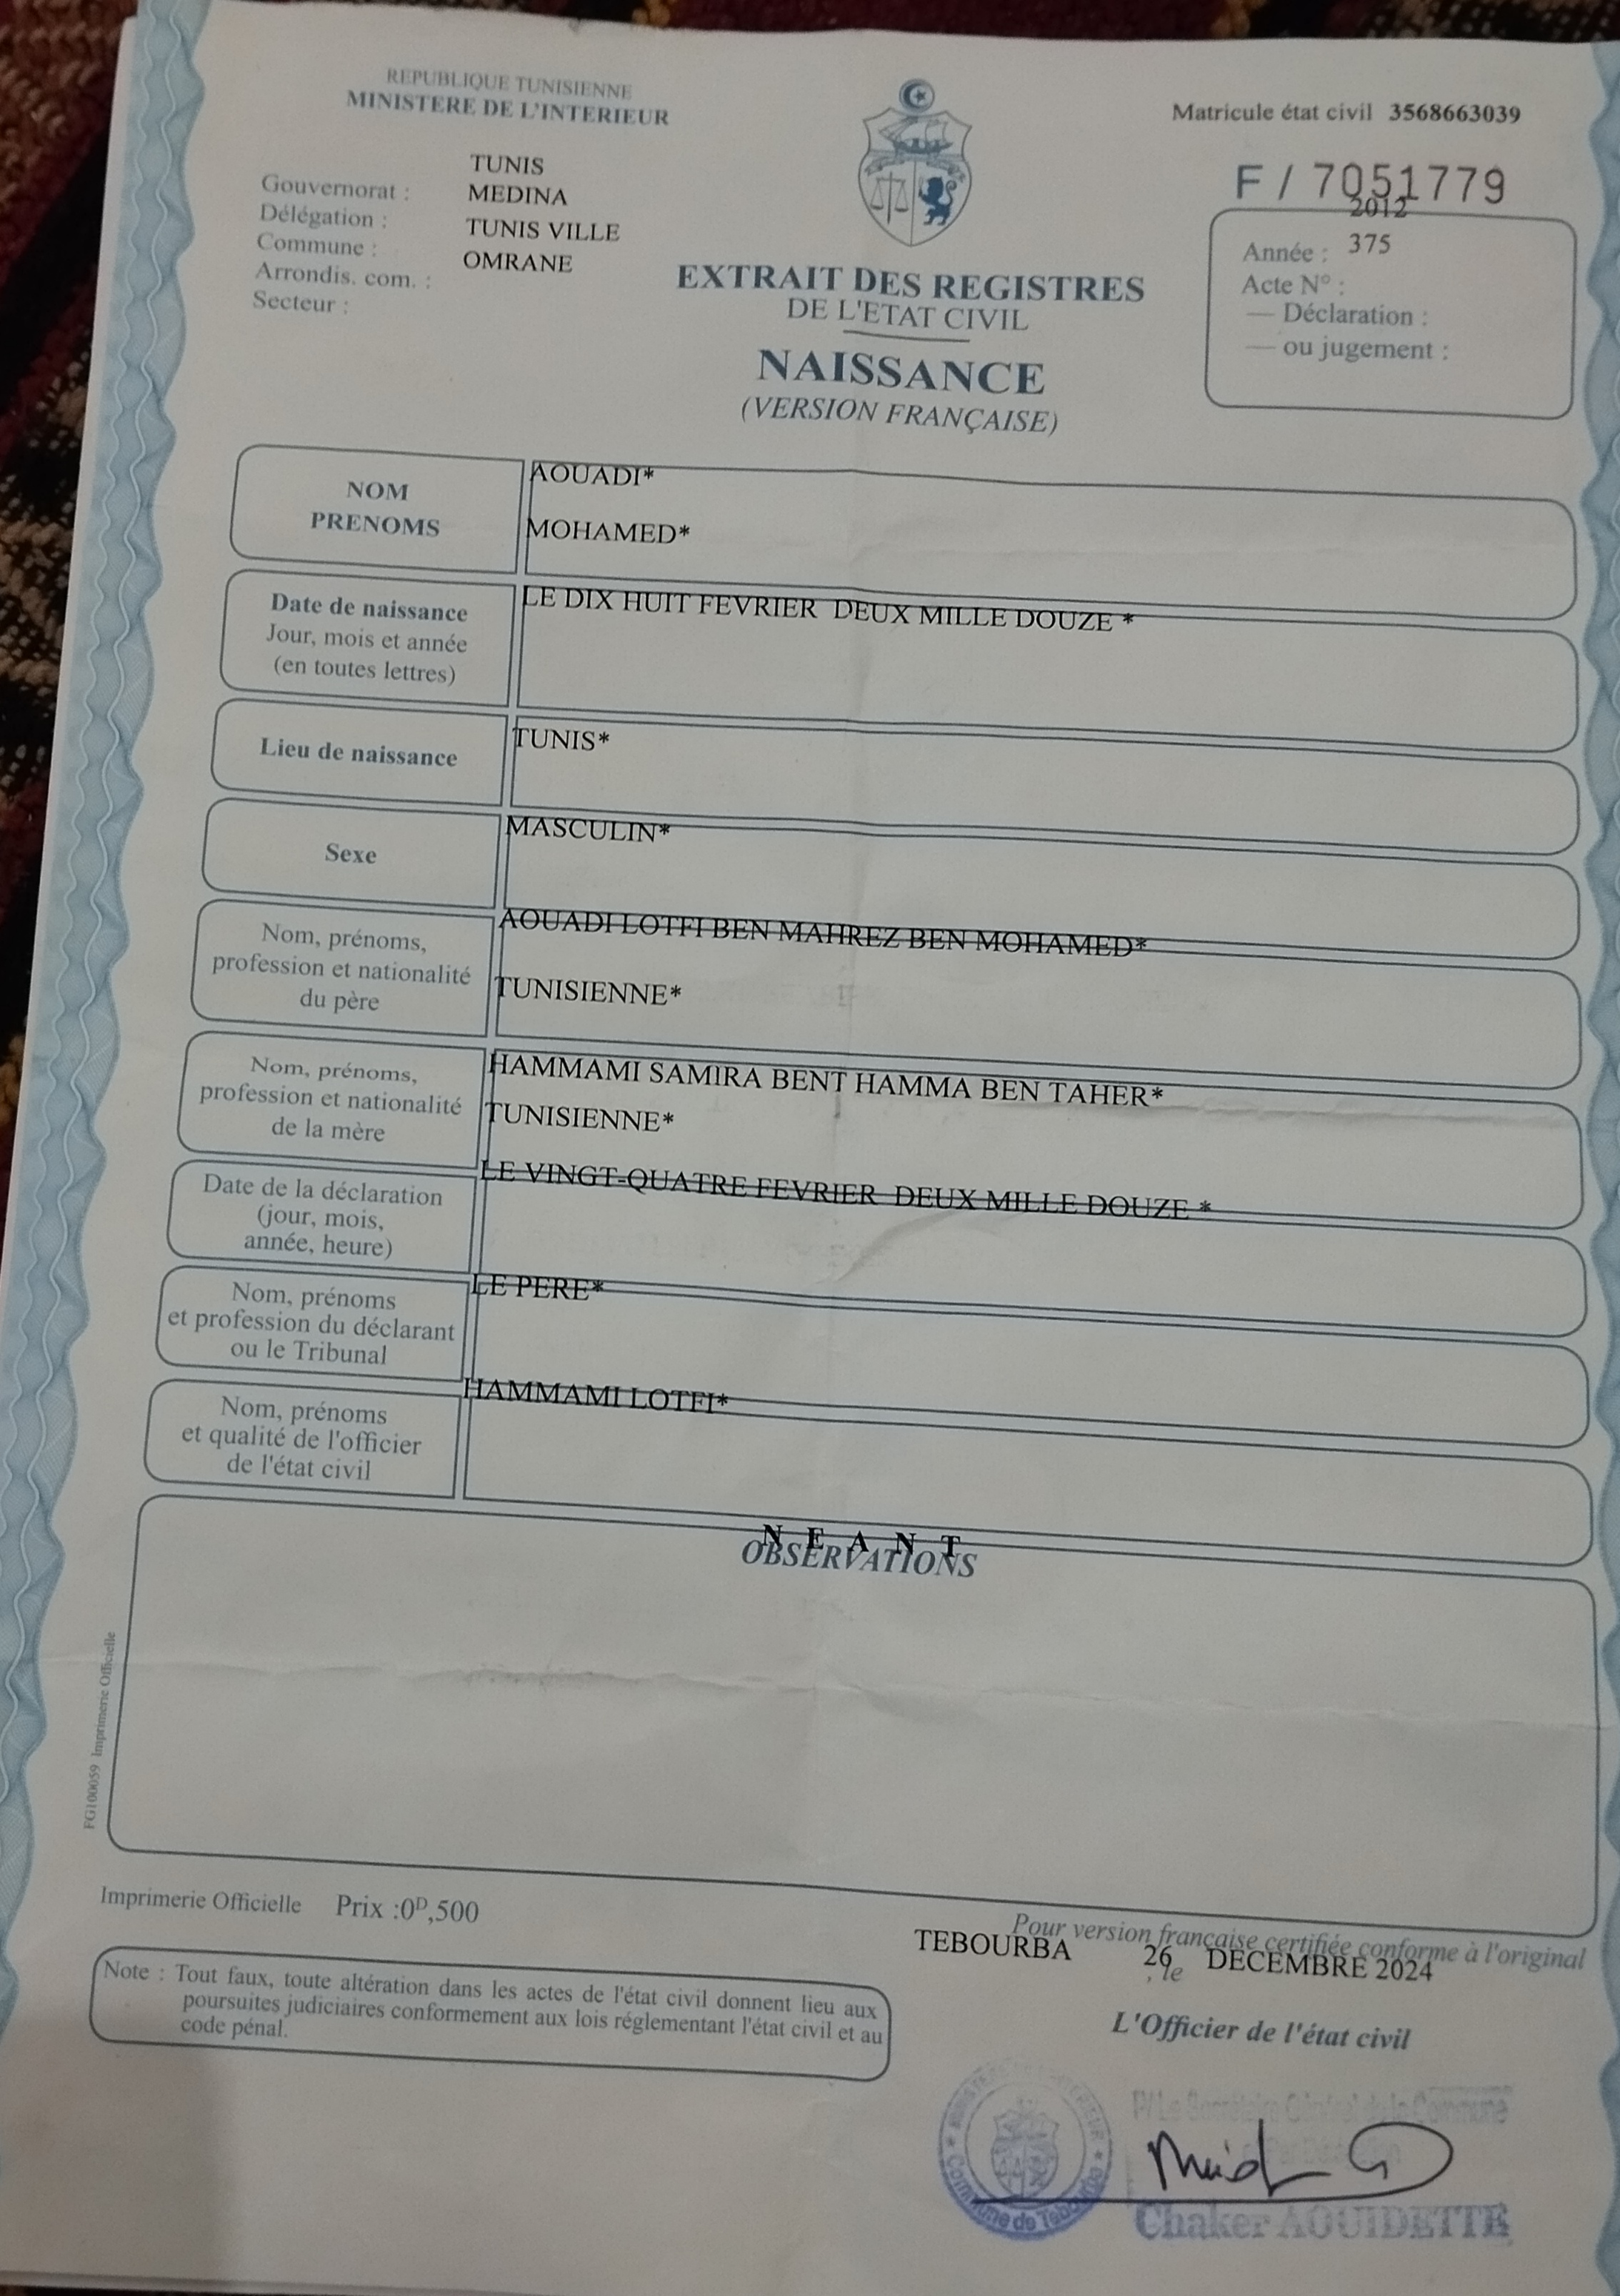 REPUBLIQUE TUNISIENNE
MINISTERE DE L'INTERIEUR
Matricule état civil 3568663039
F / 7051779
TUNIS
Gouvernorat : MEDINA
Délégation : TUNIS VILLE
Commune : OMRANE
Arrondis. com. :
Secteur :
2012
Année : 375
Acte N° :
— Déclaration :
— ou jugement :
EXTRAIT DES REGISTRES
DE L'ETAT CIVIL
NAISSANCE
(VERSION FRANÇAISE)
NOM
PRENOMS
AOUADI*
MOHAMED*
Date de naissance
Jour, mois et année
(en toutes lettres)
LE DIX HUIT FEVRIER DEUX MILLE DOUZE *
Lieu de naissance
TUNIS*
Sexe
MASCULIN*
Nom, prénoms,
profession et nationalité
du père
AOUADI LOTFI BEN MAHREZ BEN MOHAMED*
TUNISIENNE*
Nom, prénoms,
profession et nationalité
de la mère
HAMMAMI SAMIRA BENT HAMMA BEN TAHER*
TUNISIENNE*
Date de la déclaration
(jour, mois,
année, heure)
LE VINGT-QUATRE FEVRIER DEUX MILLE DOUZE *
Nom, prénoms
et profession du déclarant
ou le Tribunal
LE PERE*
Nom, prénoms
et qualité de l'officier
de l'état civil
HAMMAMI LOTFI*
N E A N T
OBSERVATIONS
FG100059 Imprimerie Officielle
Imprimerie Officielle Prix :0D,500
Pour version française certifiée conforme à l'original
TEBOURBA , le 26 DECEMBRE 2024
Note : Tout faux, toute altération dans les actes de l'état civil donnent lieu aux
poursuites judiciaires conformement aux lois réglementant l'état civil et au
code pénal.
L'Officier de l'état civil
P/ Le Secrétaire Général de la Commune
Commune de Tebourba
Chaker AOUIDETTE